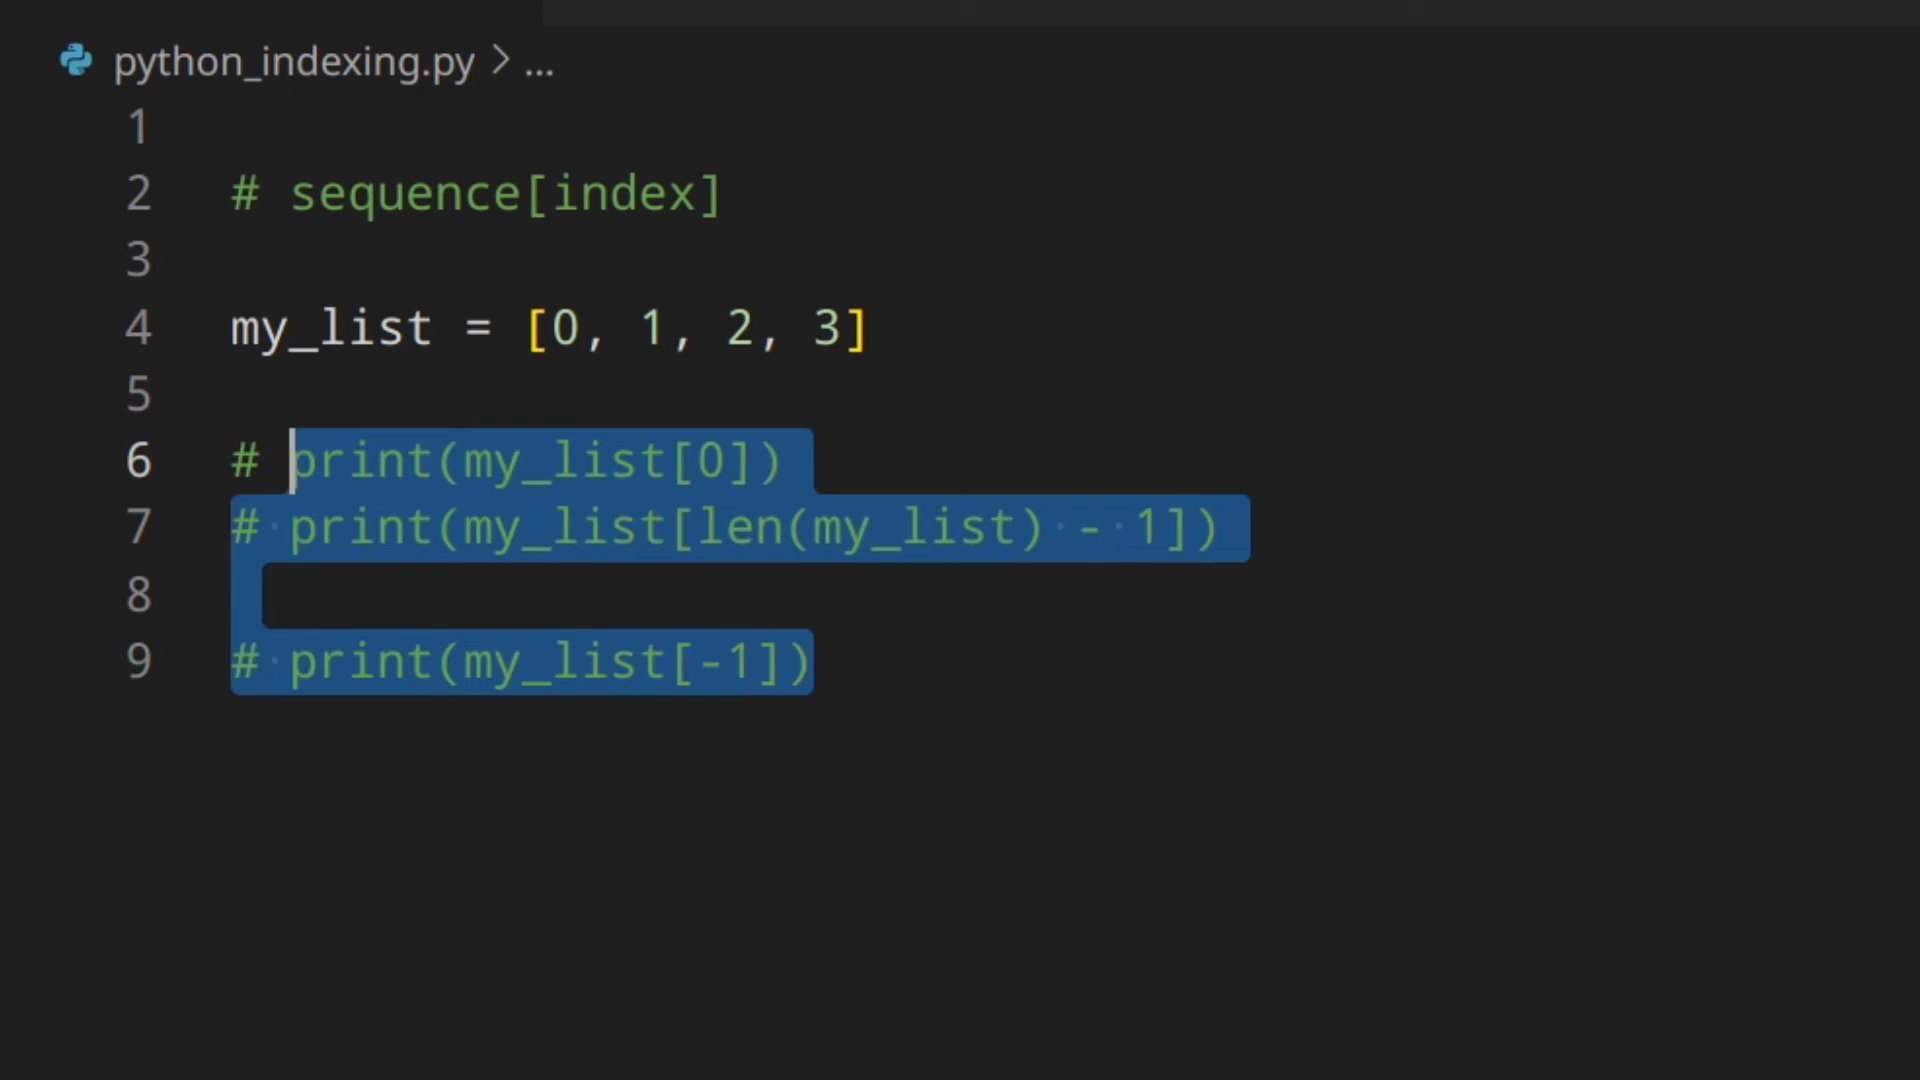 python_indexing.py > ...
1
2 # sequence[index]
3
4 my_list = [0, 1, 2, 3]
5
6 # print(my_list[0])
7 # print(my_list[len(my_list) - 1])
8
9 # print(my_list[-1])